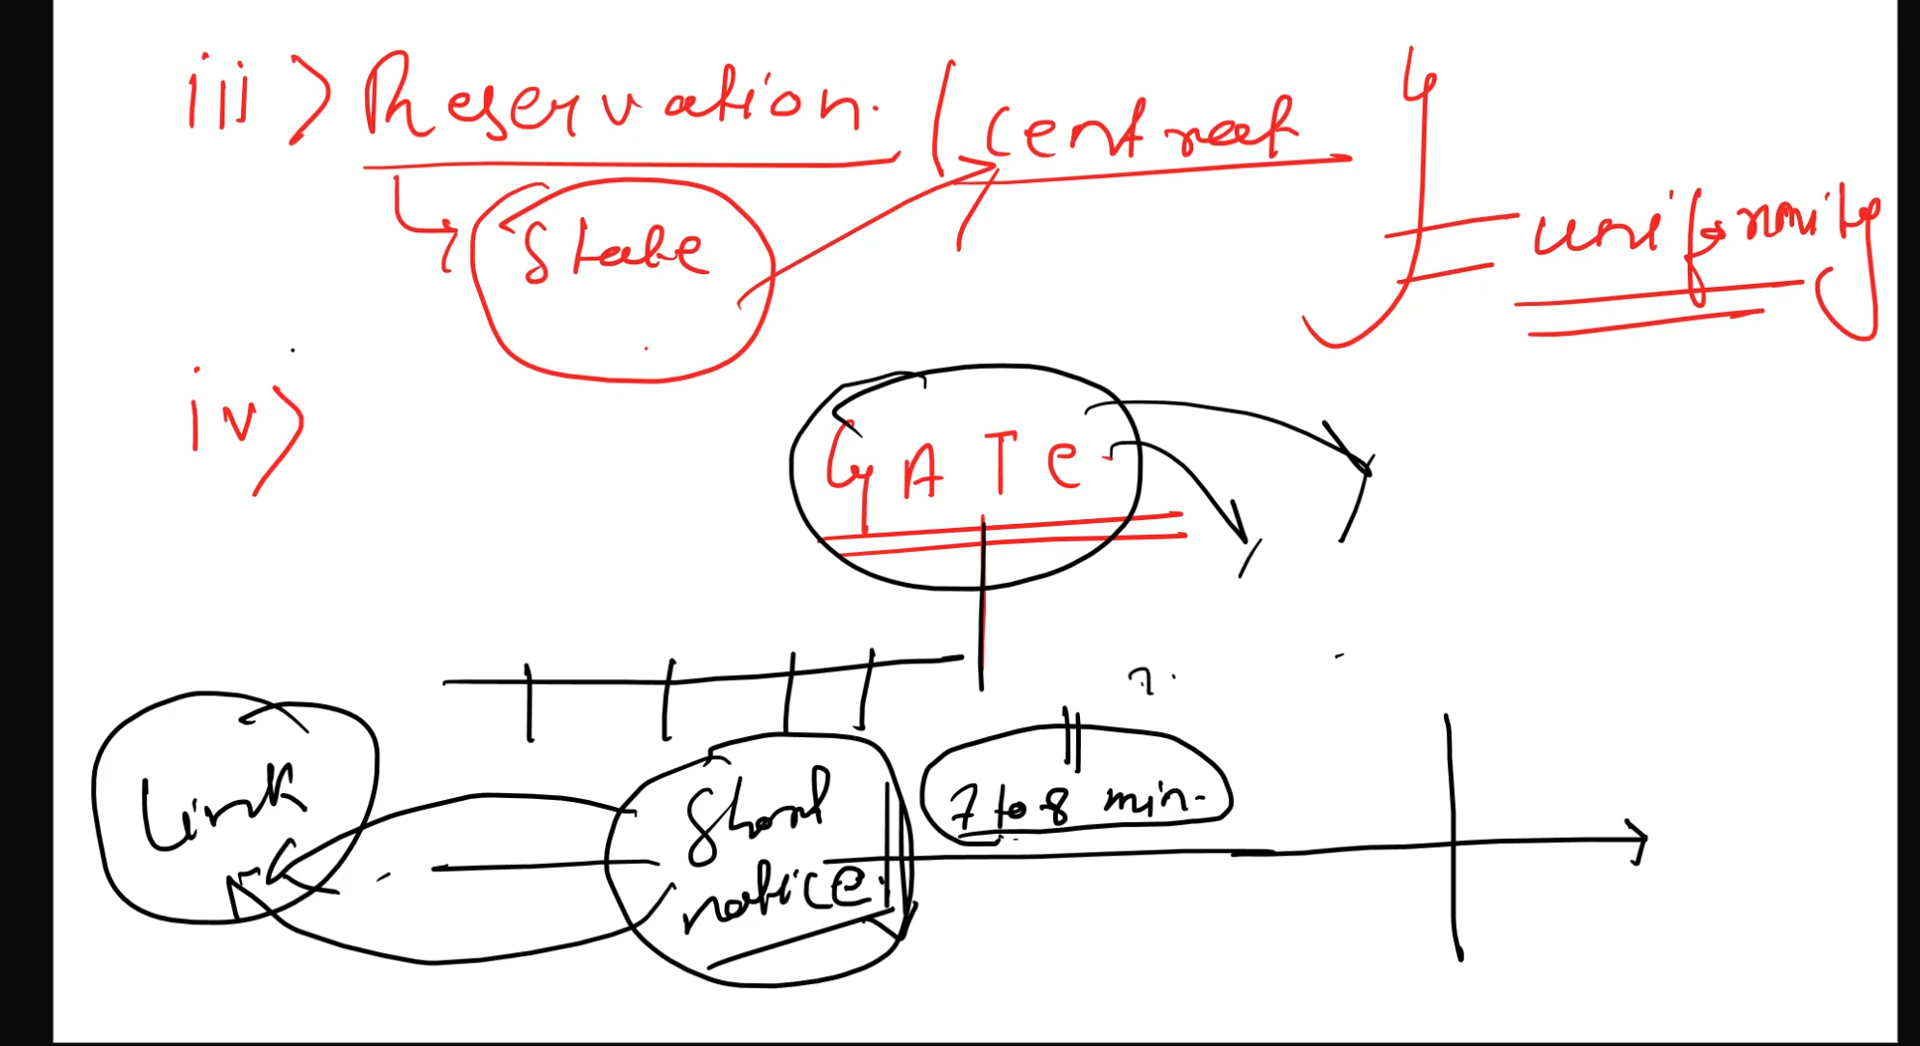 iii) Reservation. (Central
State
uniformity
iv)
GATE
?
Link
Short
notice
7 to 8 min.